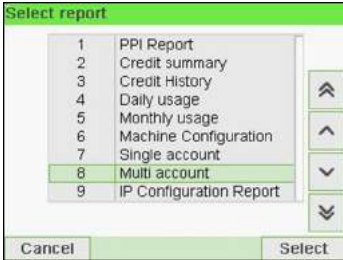 Select report
1 PPI Report
2 Credit summary
3 Credit History
4 Daily usage
5 Monthly usage
6 Machine Configuration
7 Single account
8 Multi account
9 IP Configuration Report
Cancel Select